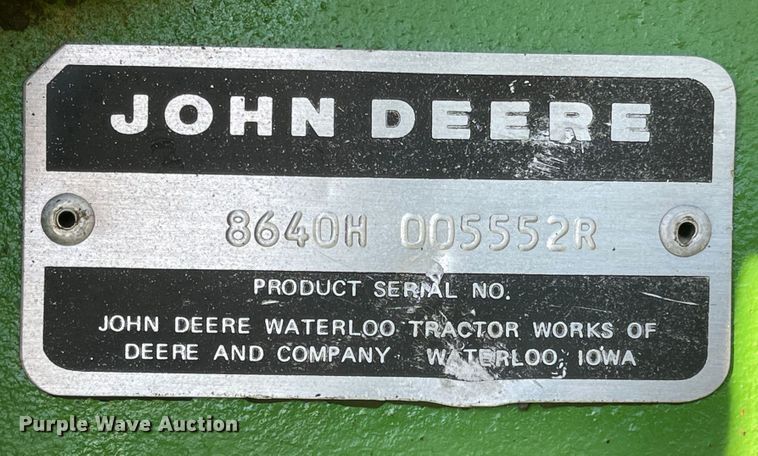 JOHN DEERE
8640H 005552R
PRODUCT SERIAL NO.
JOHN DEERE WATERLOO TRACTOR WORKS OF
DEERE AND COMPANY WATERLOO, IOWA
Purple Wave Auction